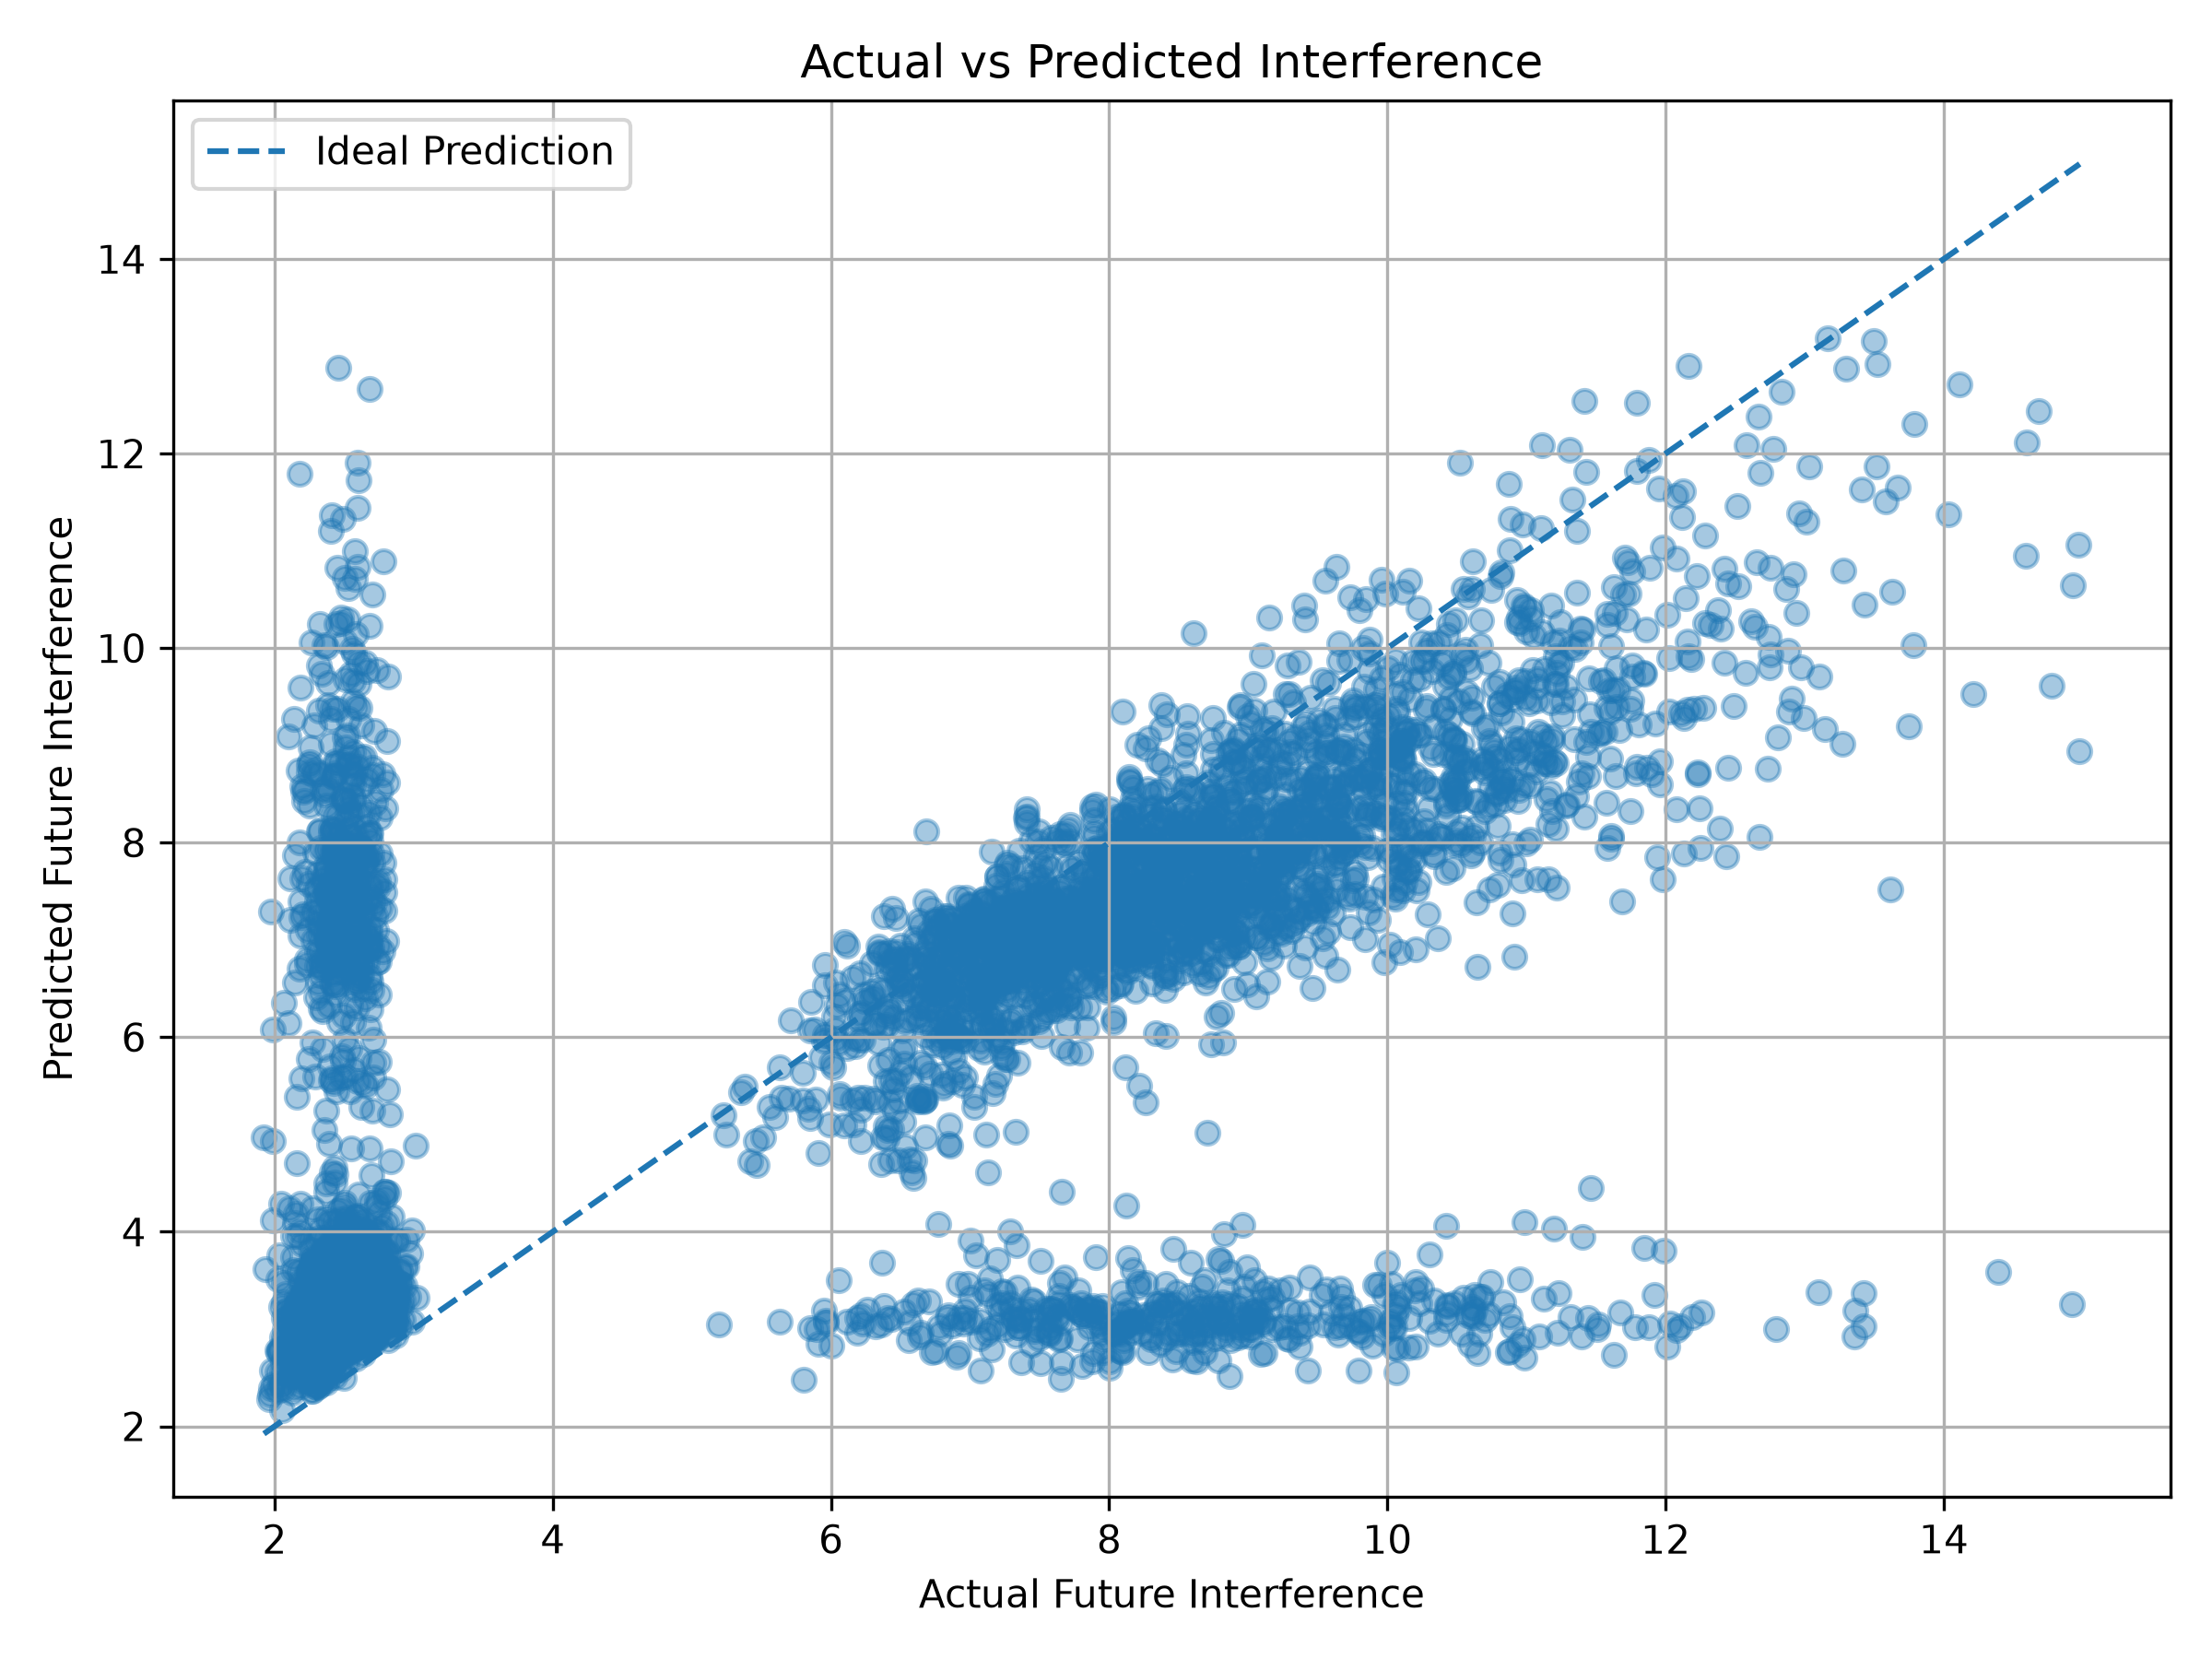 Actual vs Predicted Interference
Ideal Prediction
Predicted Future Interference
14
12
10
8
6
4
2
2 4 6 8 10 12 14
Actual Future Interference